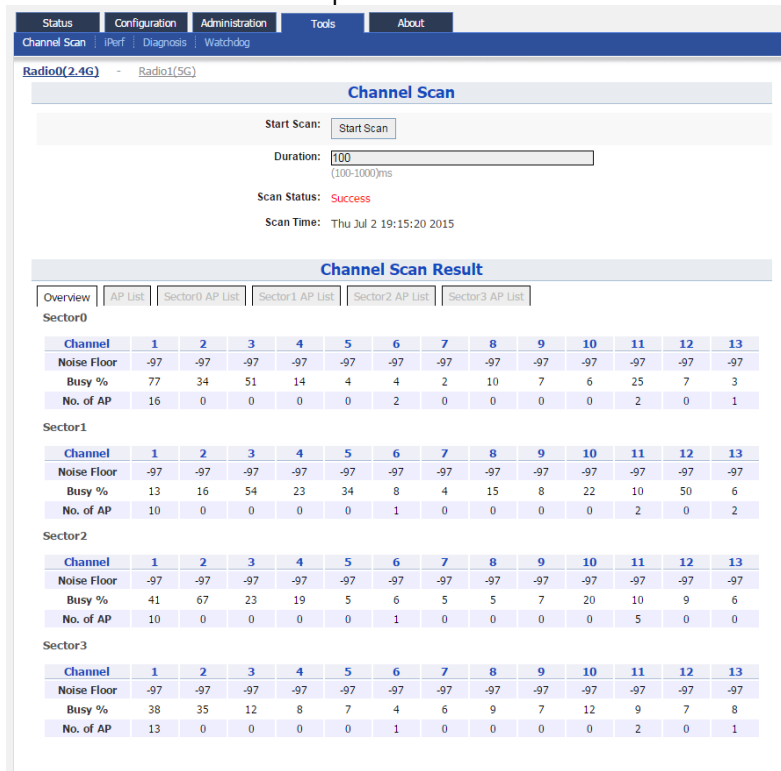 Status Configuration Administration Tools About
Channel Scan iPerf Diagnosis Watchdog
Radio0(2.4G) - Radio1(5G)
Channel Scan
Start Scan: Start Scan
Duration: 100
(100-1000)ms
Scan Status: Success
Scan Time: Thu Jul 2 19:15:20 2015
Channel Scan Result
Overview AP List Sector0 AP List Sector1 AP List Sector2 AP List Sector3 AP List
Sector0
Channel 1 2 3 4 5 6 7 8 9 10 11 12 13
Noise Floor -97 -97 -97 -97 -97 -97 -97 -97 -97 -97 -97 -97 -97
Busy % 77 34 51 14 4 4 2 10 7 6 25 7 3
No. of AP 16 0 0 0 0 2 0 0 0 0 2 0 1
Sector1
Channel 1 2 3 4 5 6 7 8 9 10 11 12 13
Noise Floor -97 -97 -97 -97 -97 -97 -97 -97 -97 -97 -97 -97 -97
Busy % 13 16 54 23 34 8 4 15 8 22 10 50 6
No. of AP 10 0 0 0 0 1 0 0 0 0 2 0 2
Sector2
Channel 1 2 3 4 5 6 7 8 9 10 11 12 13
Noise Floor -97 -97 -97 -97 -97 -97 -97 -97 -97 -97 -97 -97 -97
Busy % 41 67 23 19 5 6 5 5 7 20 10 9 6
No. of AP 10 0 0 0 0 1 0 0 0 0 5 0 0
Sector3
Channel 1 2 3 4 5 6 7 8 9 10 11 12 13
Noise Floor -97 -97 -97 -97 -97 -97 -97 -97 -97 -97 -97 -97 -97
Busy % 38 35 12 8 7 4 6 9 7 12 9 7 8
No. of AP 13 0 0 0 0 1 0 0 0 0 2 0 1